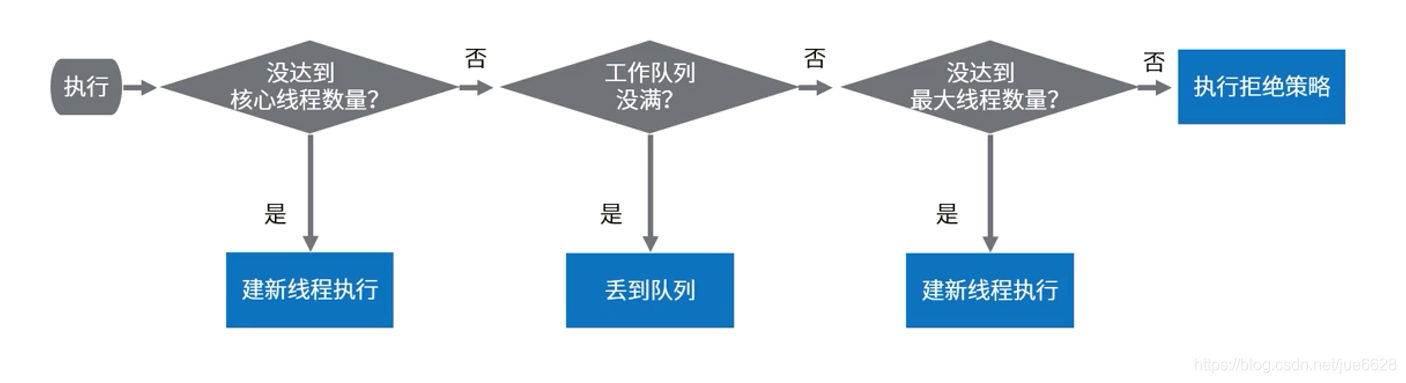 执行
没达到
核心线程数量？
否
工作队列
没满？
否
没达到
最大线程数量？
否
执行拒绝策略
是
是
是
建新线程执行
丢到队列
建新线程执行
https://blog.csdn.net/jue6628